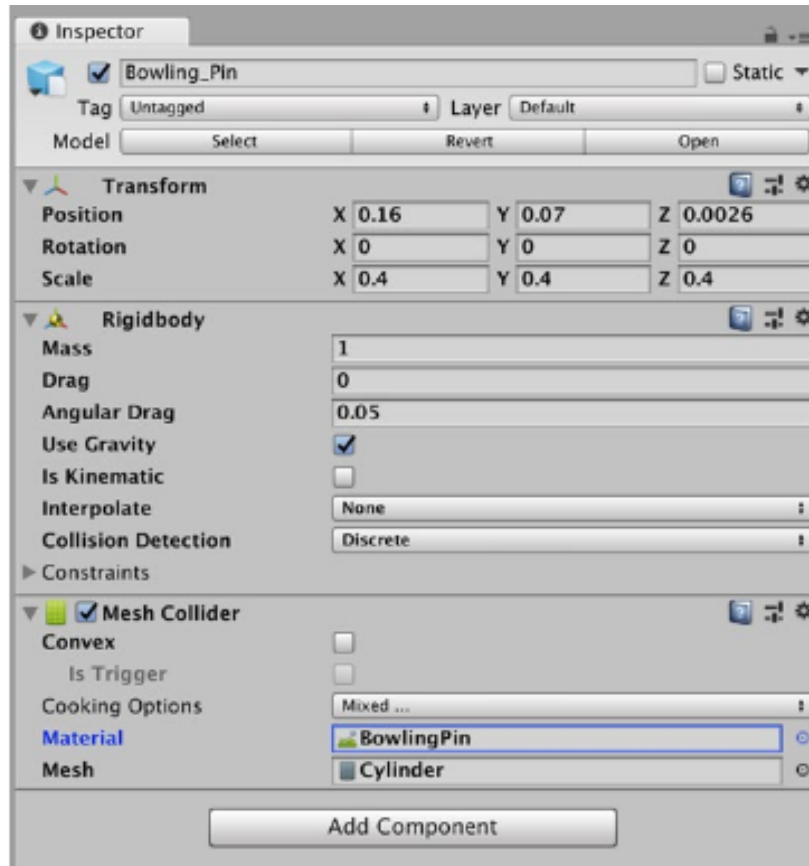 Inspector
Bowling_Pin Static
Tag Untagged Layer Default
Model Select Revert Open
Transform
Position X 0.16 Y 0.07 Z 0.0026
Rotation X 0 Y 0 Z 0
Scale X 0.4 Y 0.4 Z 0.4
Rigidbody
Mass 1
Drag 0
Angular Drag 0.05
Use Gravity
Is Kinematic
Interpolate None
Collision Detection Discrete
Constraints
Mesh Collider
Convex
Is Trigger
Cooking Options Mixed ...
Material BowlingPin
Mesh Cylinder
Add Component